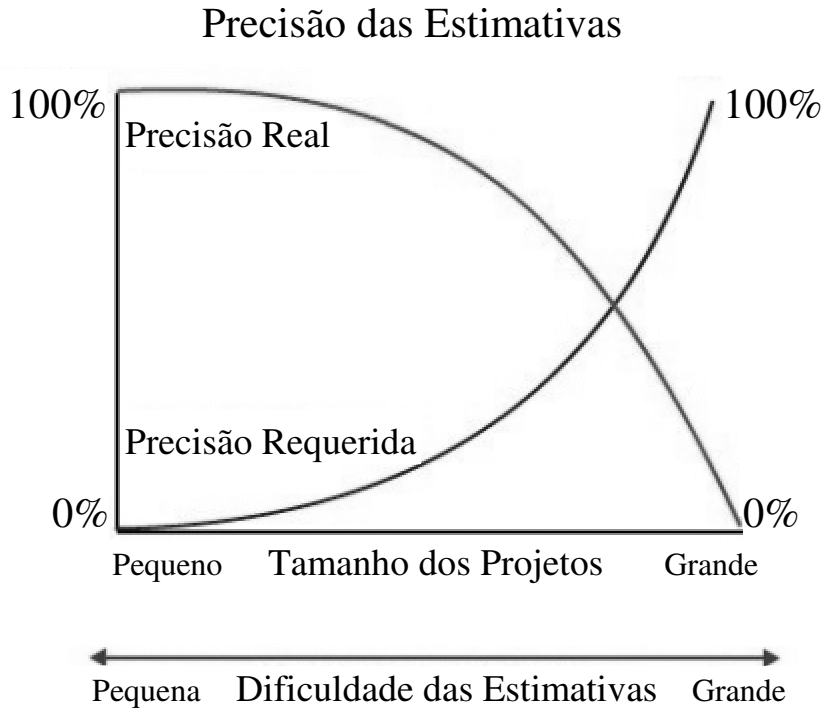 Precisão das Estimativas
100%
100%
Precisão Real
Precisão Requerida
0%
0%
Pequeno Tamanho dos Projetos Grande
Pequena Dificuldade das Estimativas Grande